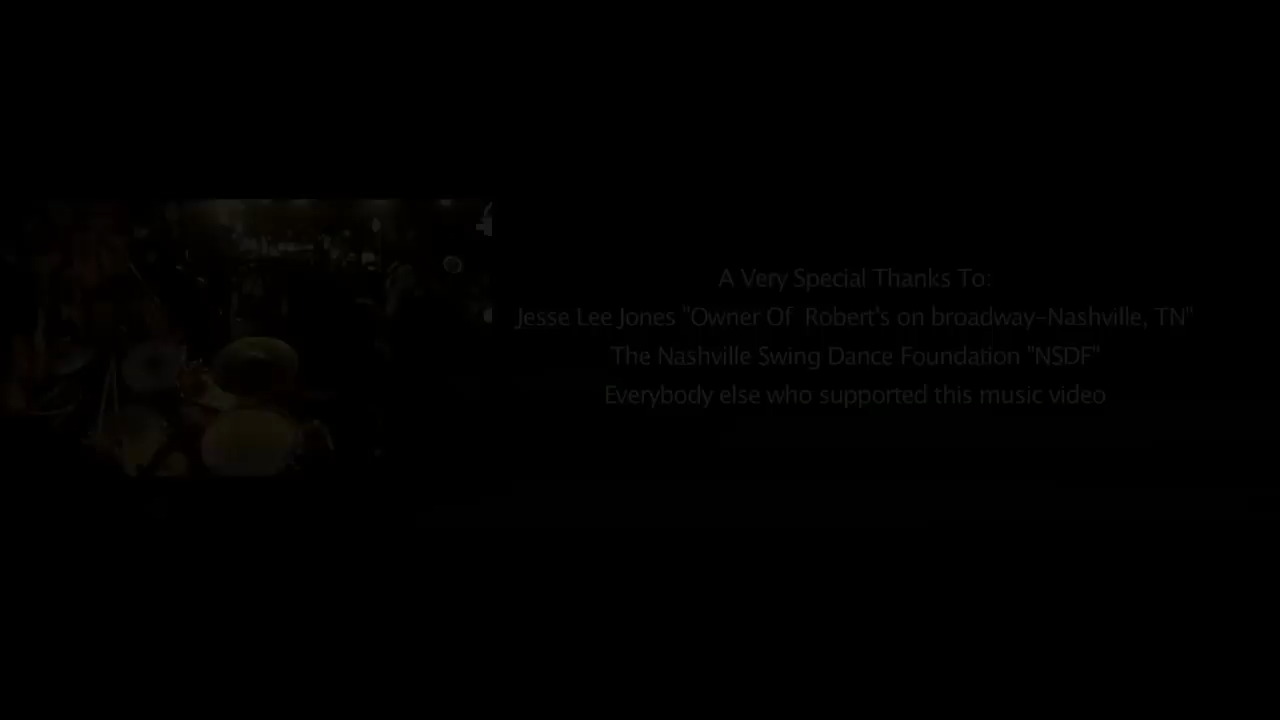 A Very Special Thanks To:
Jesse Lee Jones "Owner Of Robert's on broadway-Nashville, TN"
The Nashville Swing Dance Foundation "NSDF"
Everybody else who supported this music video